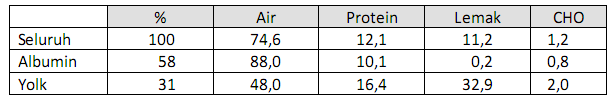 % Air Protein Lemak CHO
Seluruh 100 74,6 12,1 11,2 1,2
Albumin 58 88,0 10,1 0,2 0,8
Yolk 31 48,0 16,4 32,9 2,0